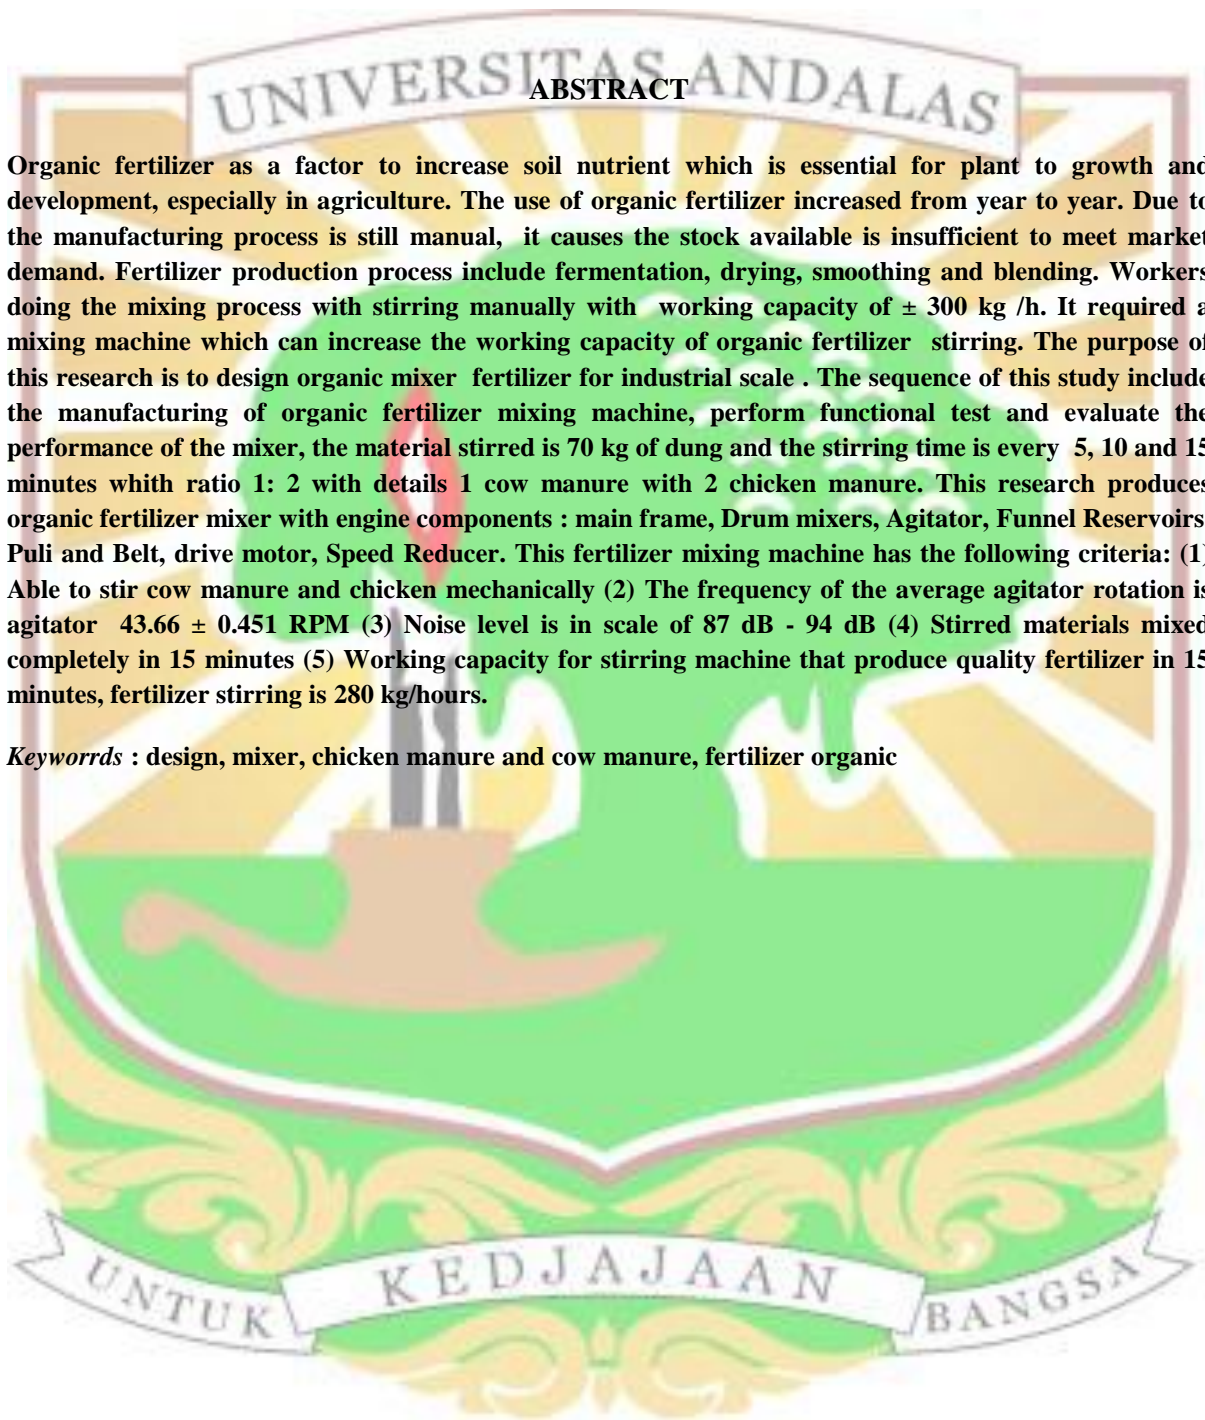 UNIVERSITAS ANDALAS
ABSTRACT
Organic fertilizer as a factor to increase soil nutrient which is essential for plant to growth and
development, especially in agriculture. The use of organic fertilizer increased from year to year. Due to
the manufacturing process is still manual, it causes the stock available is insufficient to meet market
demand. Fertilizer production process include fermentation, drying, smoothing and blending. Workers
doing the mixing process with stirring manually with working capacity of ± 300 kg /h. It required a
mixing machine which can increase the working capacity of organic fertilizer stirring. The purpose of
this research is to design organic mixer fertilizer for industrial scale . The sequence of this study include
the manufacturing of organic fertilizer mixing machine, perform functional test and evaluate the
performance of the mixer, the material stirred is 70 kg of dung and the stirring time is every 5, 10 and 15
minutes whith ratio 1: 2 with details 1 cow manure with 2 chicken manure. This research produces
organic fertilizer mixer with engine components : main frame, Drum mixers, Agitator, Funnel Reservoirs
Puli and Belt, drive motor, Speed Reducer. This fertilizer mixing machine has the following criteria: (1)
Able to stir cow manure and chicken mechanically (2) The frequency of the average agitator rotation is
agitator 43.66 ± 0.451 RPM (3) Noise level is in scale of 87 dB - 94 dB (4) Stirred materials mixed
completely in 15 minutes (5) Working capacity for stirring machine that produce quality fertilizer in 15
minutes, fertilizer stirring is 280 kg/hours.
Keyworrds : design, mixer, chicken manure and cow manure, fertilizer organic
UNTUK KEDJAJAAN BANGSA